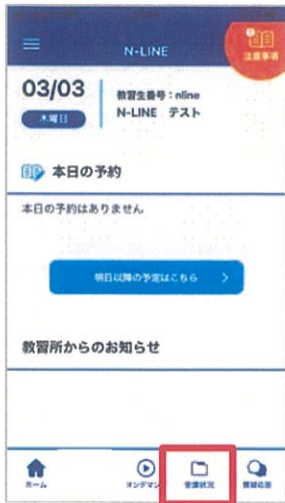 N-LINE
注意事項
03/03
木曜日
教習生番号：nline
N-LINE テスト
本日の予約
本日の予約はありません
明日以降の予定はこちら
教習所からのお知らせ
ホーム
オンデマンド
受講状況
質疑応答